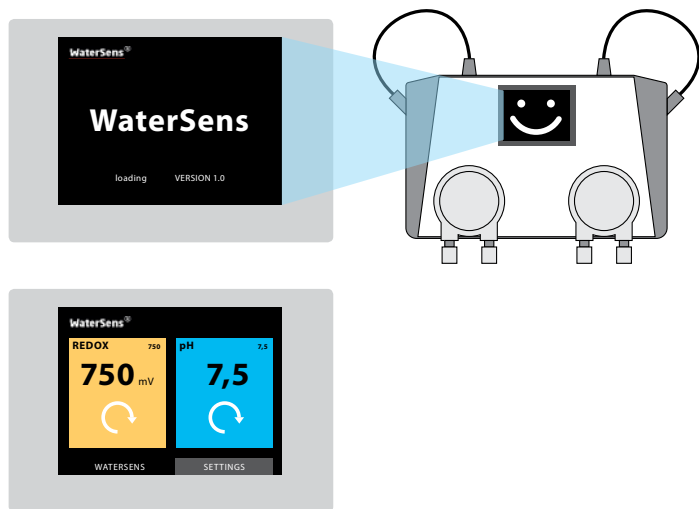 WaterSens®
WaterSens
loading VERSION 1.0
WaterSens®
REDOX 750 pH 7,5
750 mV 7,5
WATERSENS SETTINGS